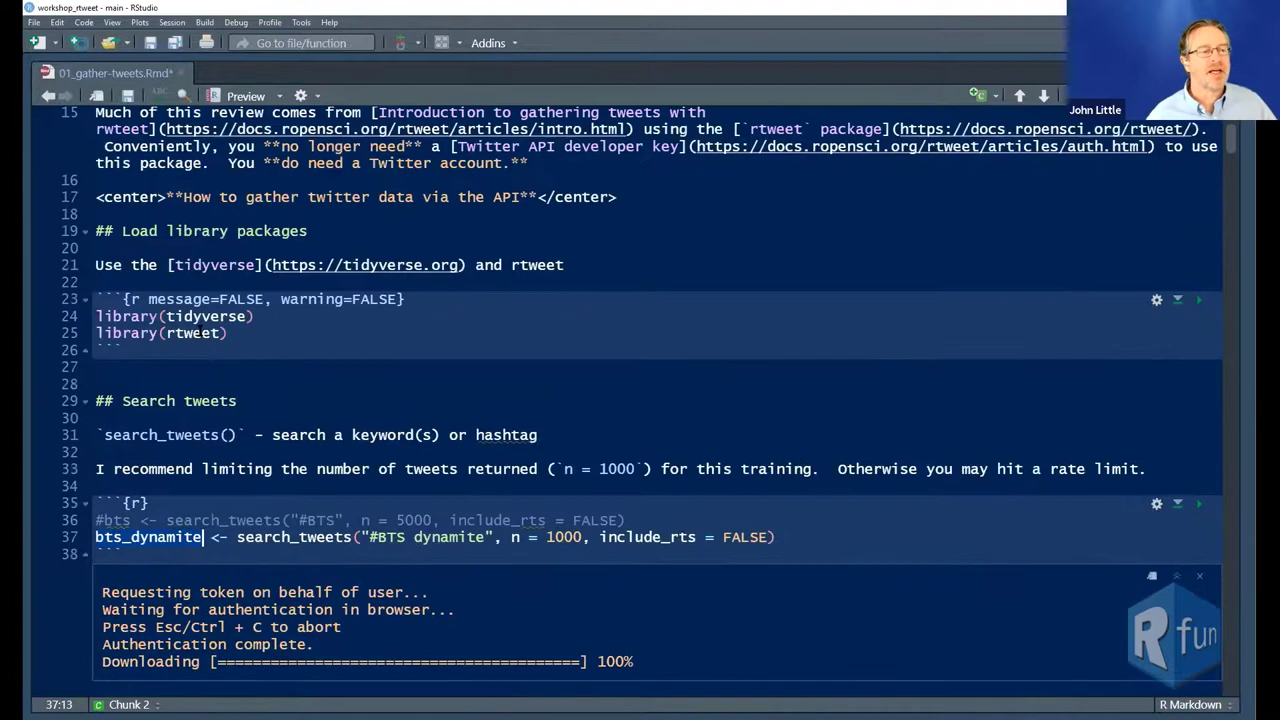 workshop_rtweet - main - RStudio
File Edit Code View Plots Session Build Debug Profile Tools Help
Go to file/function Addins
01_gather-tweets.Rmd*
ABC Preview
John Little
15 Much of this review comes from [Introduction to gathering tweets with
rwteet](https://docs.ropensci.org/rtweet/articles/intro.html) using the [`rtweet` package](https://docs.ropensci.org/rtweet/).
Conveniently, you **no longer need** a [Twitter API developer key](https://docs.ropensci.org/rtweet/articles/auth.html) to use
this package. You **do need a Twitter account.**
16
17 <center>**How to gather twitter data via the API**</center>
18
19 ## Load library packages
20
21 Use the [tidyverse](https://tidyverse.org) and rtweet
22
23 ```{r message=FALSE, warning=FALSE}
24 library(tidyverse)
25 library(rtweet)
26 ```
27
28
29 ## Search tweets
30
31 `search_tweets()` - search a keyword(s) or hashtag
32
33 I recommend limiting the number of tweets returned (`n = 1000`) for this training. Otherwise you may hit a rate limit.
34
35 ```{r}
36 #bts <- search_tweets("#BTS", n = 5000, include_rts = FALSE)
37 bts_dynamite <- search_tweets("#BTS dynamite", n = 1000, include_rts = FALSE)
38 ```
Requesting token on behalf of user...
Waiting for authentication in browser...
Press Esc/Ctrl + C to abort
Authentication complete.
Downloading [=========================================] 100%
R fun
37:13 Chunk 2 R Markdown